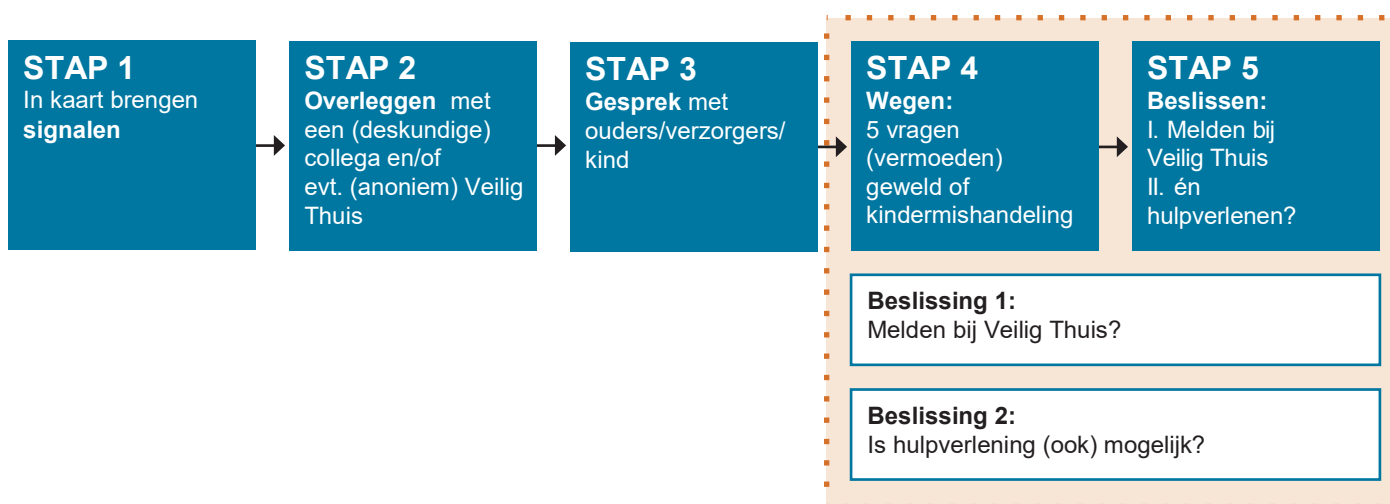 STAP 1
In kaart brengen
signalen
STAP 2
Overleggen met
een (deskundige)
collega en/of
evt. (anoniem) Veilig
Thuis
STAP 3
Gesprek met
ouders/verzorgers/
kind
STAP 4
Wegen:
5 vragen
(vermoeden)
geweld of
kindermishandeling
STAP 5
Beslissen:
I. Melden bij
Veilig Thuis
II. én
hulpverlenen?
Beslissing 1:
Melden bij Veilig Thuis?
Beslissing 2:
Is hulpverlening (ook) mogelijk?